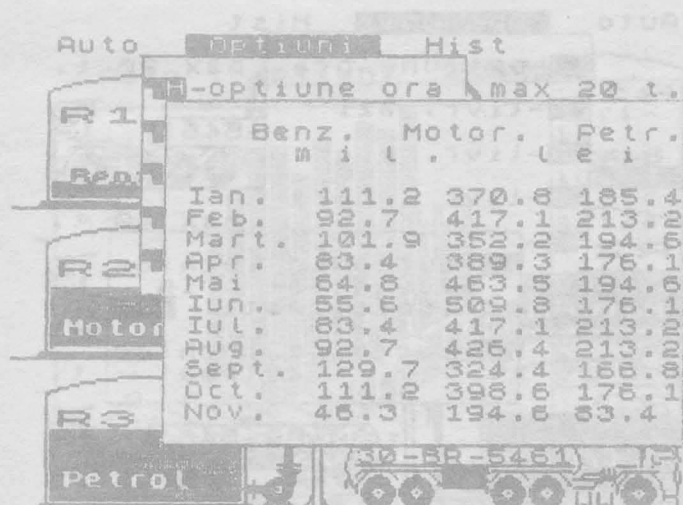 Auto Optiuni Hist
H-optiune ora max 20 t.
R1
Benz. Motor. Petr.
m i l . l e i
Ben
Ian. 111.2 370.8 185.4
Feb. 92.7 417.1 213.2
Mart. 101.9 352.2 194.6
Apr. 83.4 389.3 176.1
R2
Mai 64.8 463.5 194.6
Iun. 55.6 509.8 176.1
Motor
Iul. 83.4 417.1 213.2
Aug. 92.7 426.4 213.2
Sept. 129.7 324.4 166.8
Oct. 111.2 398.6 176.1
R3
Nov. 46.3 194.6 83.4
30-BR-5461
Petrol